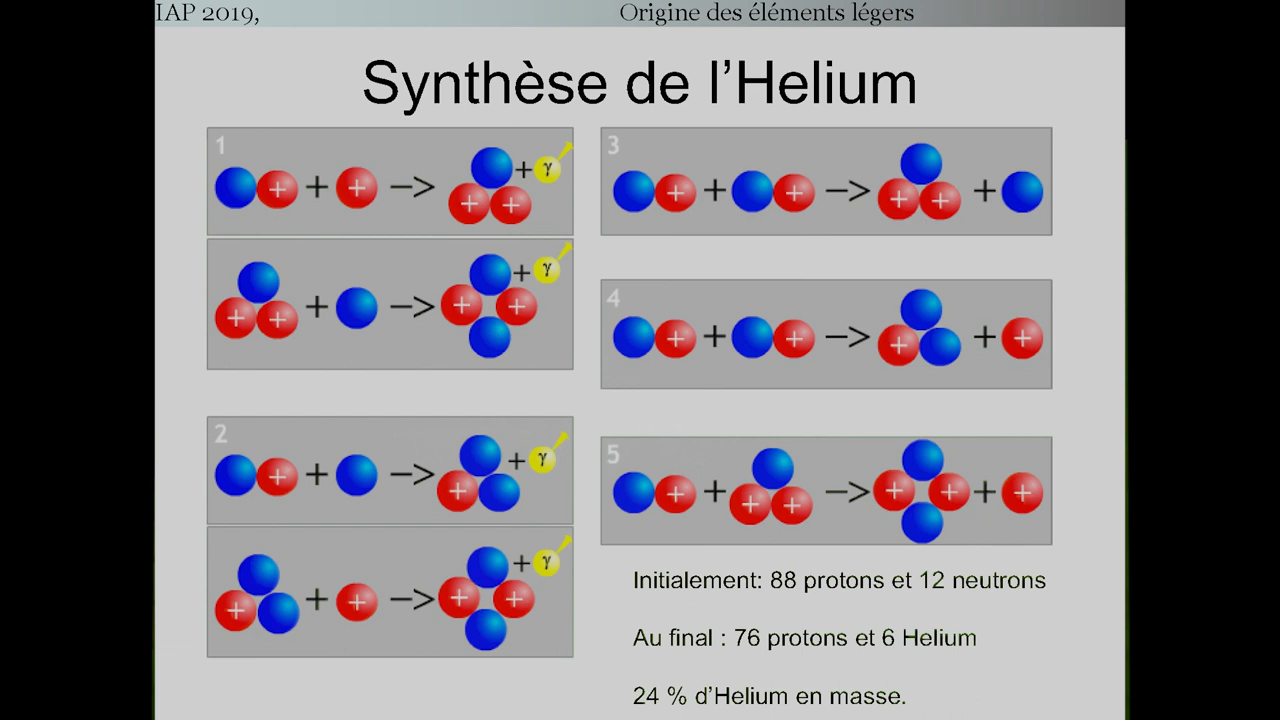 IAP 2019,
Origine des éléments légers
Synthèse de l’Helium
1
+ + + –> + + + γ
+ + + –> + + + γ
2
+ + –> + + γ
+ + + –> + + + γ
3
+ + + –> + + +
4
+ + + –> + + +
5
+ + + + –> + + + +
Initialement: 88 protons et 12 neutrons
Au final : 76 protons et 6 Helium
24 % d’Helium en masse.